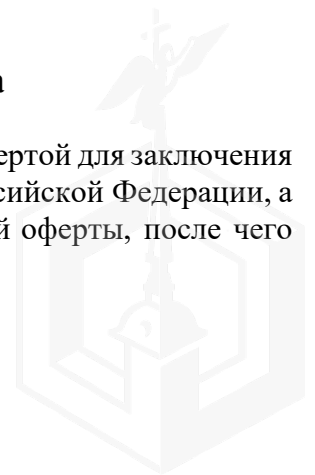 а
ертой для заключения
сийской Федерации, а
й оферты, после чего